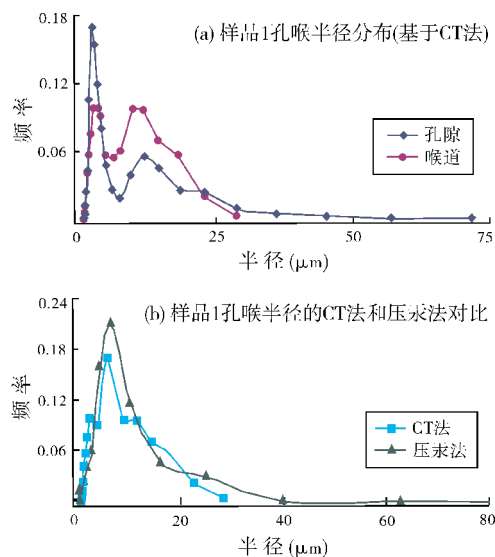 (a) 样品1孔喉半径分布(基于CT法)
0.18
0.12
0.06
频率
孔隙
喉道
0
25
50
75
半径(μm)
(b) 样品1孔喉半径的CT法和压汞法对比
0.24
0.18
0.12
0.06
频率
CT法
压汞法
0
20
40
60
80
半径(μm)